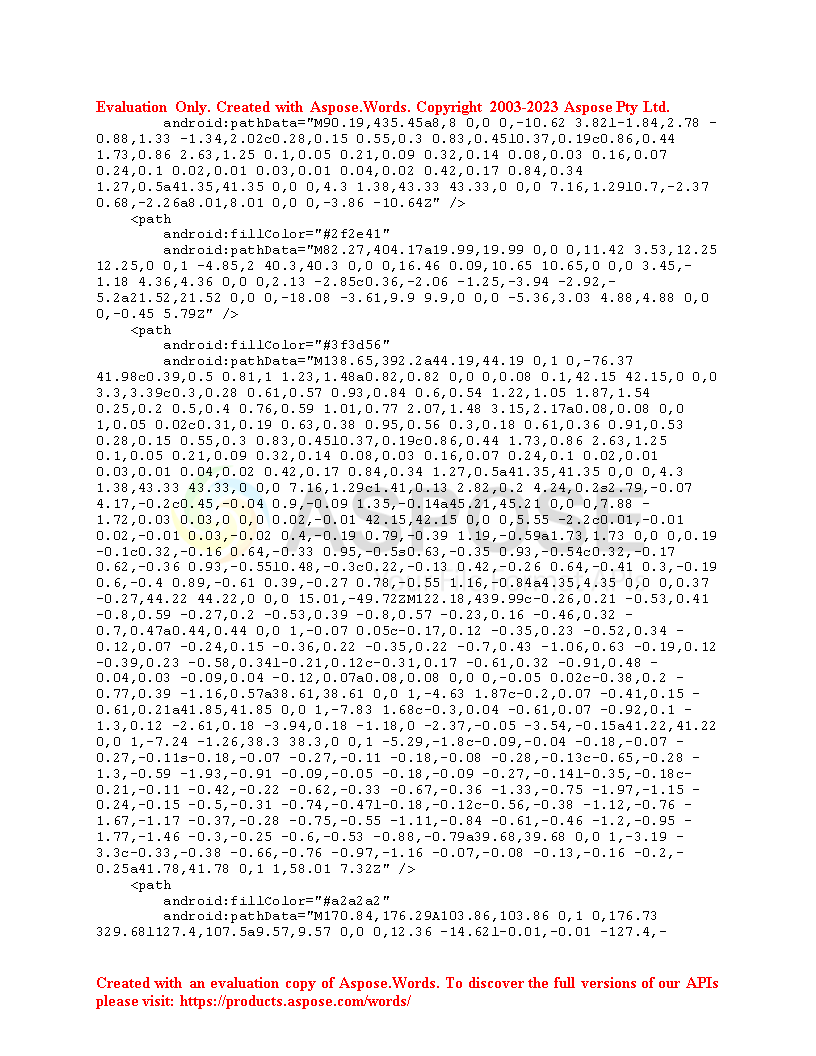 Evaluation Only. Created with Aspose.Words. Copyright 2003-2023 Aspose Pty Ltd.
android:pathData="M90.19,435.45a8,8 0,0 0,-10.62 3.82l-1.84,2.78 -
0.88,1.33 -1.34,2.02c0.28,0.15 0.55,0.3 0.83,0.45l0.37,0.19c0.86,0.44
1.73,0.86 2.63,1.25 0.1,0.05 0.21,0.09 0.32,0.14 0.08,0.03 0.16,0.07
0.24,0.1 0.02,0.01 0.03,0.01 0.04,0.02 0.42,0.17 0.84,0.34
1.27,0.5a41.35,41.35 0,0 0,4.3 1.38,43.33 43.33,0 0,0 7.16,1.29l0.7,-2.37
0.68,-2.26a8.01,8.01 0,0 0,-3.86 -10.64Z" />
<path
android:fillColor="#2f2e41"
android:pathData="M82.27,404.17a19.99,19.99 0,0 0,11.42 3.53,12.25
12.25,0 0,1 -4.85,2 40.3,40.3 0,0 0,16.46 0.09,10.65 10.65,0 0,0 3.45,-
1.18 4.36,4.36 0,0 0,2.13 -2.85c0.36,-2.06 -1.25,-3.94 -2.92,-
5.2a21.52,21.52 0,0 0,-18.08 -3.61,9.9 9.9,0 0,0 -5.36,3.03 4.88,4.88 0,0
0,-0.45 5.79Z" />
<path
android:fillColor="#3f3d56"
android:pathData="M138.65,392.2a44.19,44.19 0,1 0,-76.37
41.98c0.39,0.5 0.81,1 1.23,1.48a0.82,0.82 0,0 0,0.08 0.1,42.15 42.15,0 0,0
3.3,3.39c0.3,0.28 0.61,0.57 0.93,0.84 0.6,0.54 1.22,1.05 1.87,1.54
0.25,0.2 0.5,0.4 0.76,0.59 1.01,0.77 2.07,1.48 3.15,2.17a0.08,0.08 0,0
1,0.05 0.02c0.31,0.19 0.63,0.38 0.95,0.56 0.3,0.18 0.61,0.36 0.91,0.53
0.28,0.15 0.55,0.3 0.83,0.45l0.37,0.19c0.86,0.44 1.73,0.86 2.63,1.25
0.1,0.05 0.21,0.09 0.32,0.14 0.08,0.03 0.16,0.07 0.24,0.1 0.02,0.01
0.03,0.01 0.04,0.02 0.42,0.17 0.84,0.34 1.27,0.5a41.35,41.35 0,0 0,4.3
1.38,43.33 43.33,0 0,0 7.16,1.29c1.41,0.13 2.82,0.2 4.24,0.2s2.79,-0.07
4.17,-0.2c0.45,-0.04 0.9,-0.09 1.35,-0.14a45.21,45.21 0,0 0,7.88 -
1.72,0.03 0.03,0 0,0 0.02,-0.01 42.15,42.15 0,0 0,5.55 -2.2c0.01,-0.01
0.02,-0.01 0.03,-0.02 0.4,-0.19 0.79,-0.39 1.19,-0.59a1.73,1.73 0,0 0,0.19
-0.1c0.32,-0.16 0.64,-0.33 0.95,-0.5s0.63,-0.35 0.93,-0.54c0.32,-0.17
0.62,-0.36 0.93,-0.55l0.48,-0.3c0.22,-0.13 0.42,-0.26 0.64,-0.41 0.3,-0.19
0.6,-0.4 0.89,-0.61 0.39,-0.27 0.78,-0.55 1.16,-0.84a4.35,4.35 0,0 0,0.37
-0.27,44.22 44.22,0 0,0 15.01,-49.72ZM122.18,439.99c-0.26,0.21 -0.53,0.41
-0.8,0.59 -0.27,0.2 -0.53,0.39 -0.8,0.57 -0.23,0.16 -0.46,0.32 -
0.7,0.47a0.44,0.44 0,0 1,-0.07 0.05c-0.17,0.12 -0.35,0.23 -0.52,0.34 -
0.12,0.07 -0.24,0.15 -0.36,0.22 -0.35,0.22 -0.7,0.43 -1.06,0.63 -0.19,0.12
-0.39,0.23 -0.58,0.34l-0.21,0.12c-0.31,0.17 -0.61,0.32 -0.91,0.48 -
0.04,0.03 -0.09,0.04 -0.12,0.07a0.08,0.08 0,0 0,-0.05 0.02c-0.38,0.2 -
0.77,0.39 -1.16,0.57a38.61,38.61 0,0 1,-4.63 1.87c-0.2,0.07 -0.41,0.15 -
0.61,0.21a41.85,41.85 0,0 1,-7.83 1.68c-0.3,0.04 -0.61,0.07 -0.92,0.1 -
1.3,0.12 -2.61,0.18 -3.94,0.18 -1.18,0 -2.37,-0.05 -3.54,-0.15a41.22,41.22
0,0 1,-7.24 -1.26,38.3 38.3,0 0,1 -5.29,-1.8c-0.09,-0.04 -0.18,-0.07 -
0.27,-0.11s-0.18,-0.07 -0.27,-0.11 -0.18,-0.08 -0.28,-0.13c-0.65,-0.28 -
1.3,-0.59 -1.93,-0.91 -0.09,-0.05 -0.18,-0.09 -0.27,-0.14l-0.35,-0.18c-
0.21,-0.11 -0.42,-0.22 -0.62,-0.33 -0.67,-0.36 -1.33,-0.75 -1.97,-1.15 -
0.24,-0.15 -0.5,-0.31 -0.74,-0.47l-0.18,-0.12c-0.56,-0.38 -1.12,-0.76 -
1.67,-1.17 -0.37,-0.28 -0.75,-0.55 -1.11,-0.84 -0.61,-0.46 -1.2,-0.95 -
1.77,-1.46 -0.3,-0.25 -0.6,-0.53 -0.88,-0.79a39.68,39.68 0,0 1,-3.19 -
3.3c-0.33,-0.38 -0.66,-0.76 -0.97,-1.16 -0.07,-0.08 -0.13,-0.16 -0.2,-
0.25a41.78,41.78 0,1 1,58.01 7.32Z" />
<path
android:fillColor="#a2a2a2"
android:pathData="M170.84,176.29A103.86,103.86 0,1 0,176.73
329.68l127.4,107.5a9.57,9.57 0,0 0,12.36 -14.62l-0.01,-0.01 -127.4,-
ASPOSE
Created with an evaluation copy of Aspose.Words. To discover the full versions of our APIs
please visit: https://products.aspose.com/words/